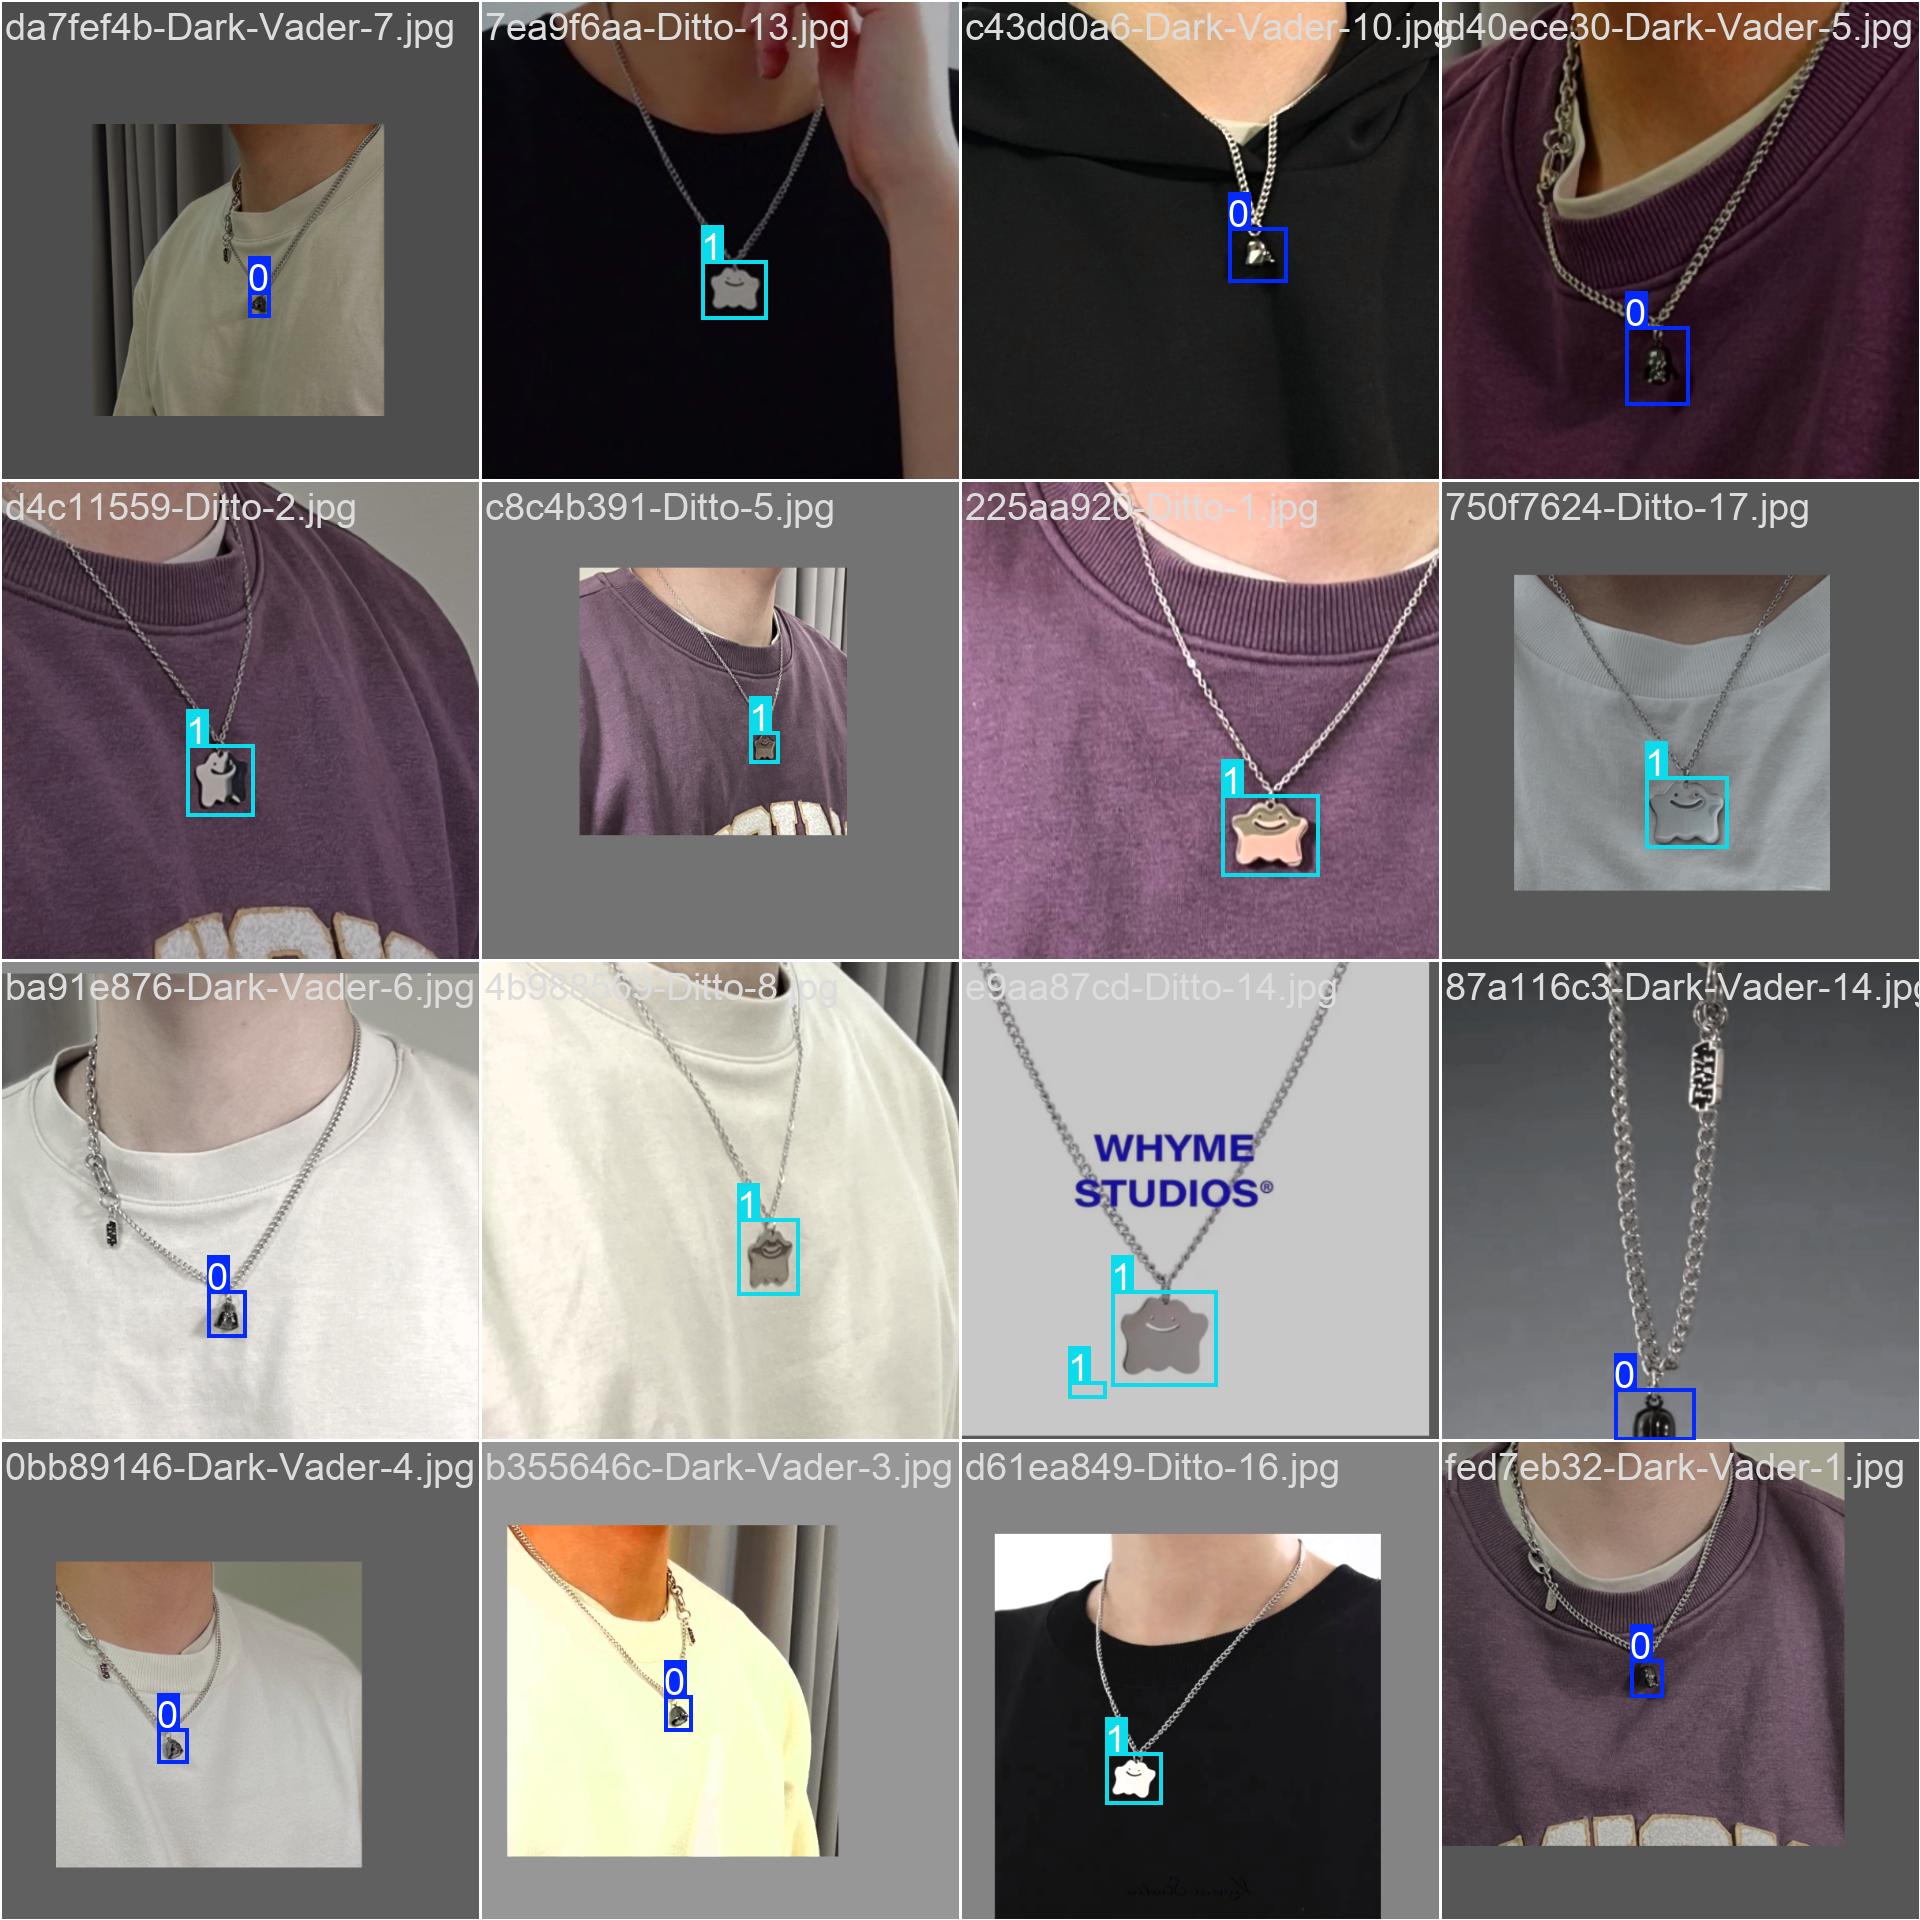 da7fef4b-Dark-Vader-7.jpg
7ea9f6aa-Ditto-13.jpg
c43dd0a6-Dark-Vader-10.jpg
d40ece30-Dark-Vader-5.jpg
0
1
0
0
d4c11559-Ditto-2.jpg
c8c4b391-Ditto-5.jpg
225aa920-Ditto-1.jpg
750f7624-Ditto-17.jpg
1
1
1
1
ba91e876-Dark-Vader-6.jpg
4b988569-Ditto-8.jpg
e9aa87cd-Ditto-14.jpg
87a116c3-Dark-Vader-14.jpg
WHYME
STUDIOS®
0
1
1
1
0
0bb89146-Dark-Vader-4.jpg
b355646c-Dark-Vader-3.jpg
d61ea849-Ditto-16.jpg
fed7eb32-Dark-Vader-1.jpg
0
0
1
0